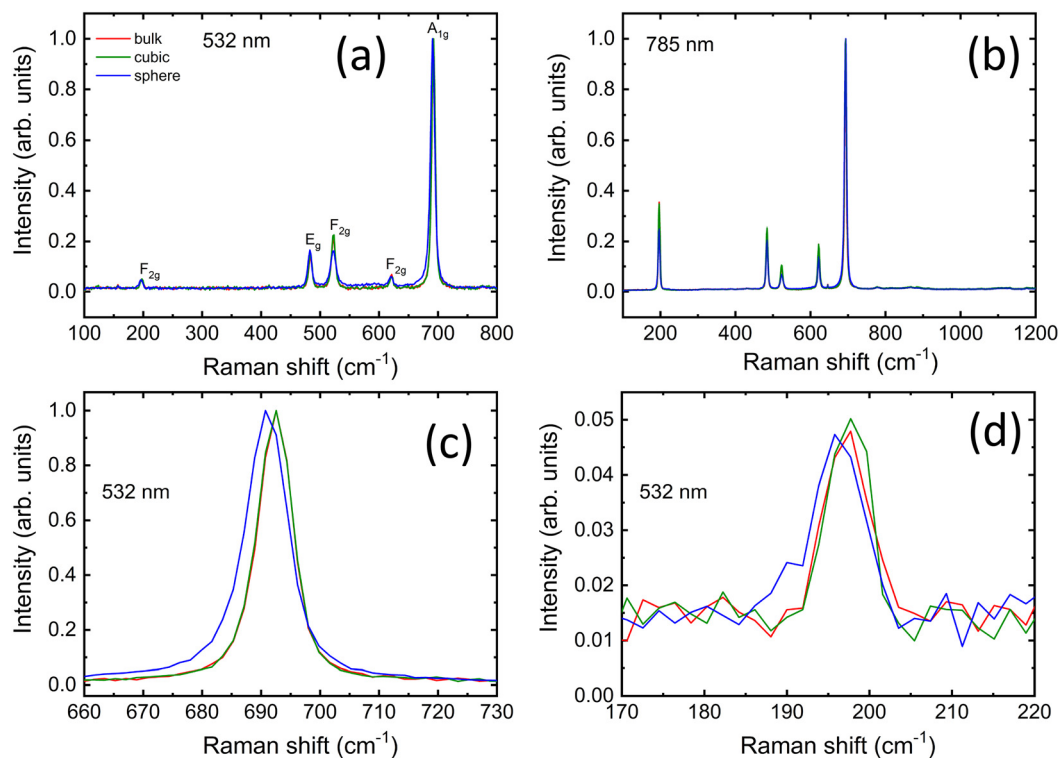 bulk
cubic
sphere
532 nm
(a)
A1g
Eg
F2g
F2g
F2g
1.0
0.8
0.6
0.4
0.2
0.0
Intensity (arb. units)
100 200 300 400 500 600 700 800
Raman shift (cm-1)
785 nm
(b)
1.0
0.8
0.6
0.4
0.2
0.0
Intensity (arb. units)
200 400 600 800 1000 1200
Raman shift (cm-1)
(c)
532 nm
1.0
0.8
0.6
0.4
0.2
0.0
Intensity (arb. units)
660 670 680 690 700 710 720 730
Raman shift (cm-1)
(d)
532 nm
0.05
0.04
0.03
0.02
0.01
0.00
Intensity (arb. units)
170 180 190 200 210 220
Raman shift (cm-1)